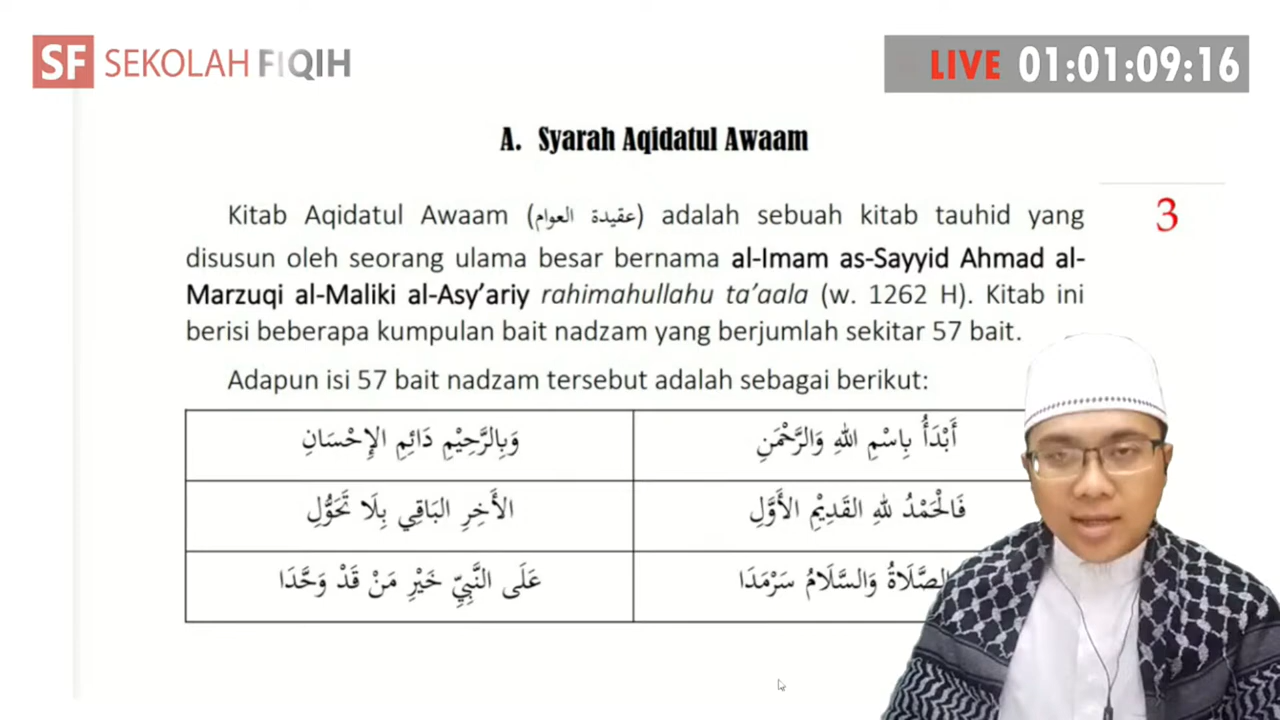 SF SEKOLAH FIQIH
LIVE 01:01:09:16
A. Syarah Aqidatul Awaam
3
Kitab Aqidatul Awaam (عقيدة العوام) adalah sebuah kitab tauhid yang
disusun oleh seorang ulama besar bernama al-Imam as-Sayyid Ahmad al-
Marzuqi al-Maliki al-Asy’ariy rahimahullahu ta’aala (w. 1262 H). Kitab ini
berisi beberapa kumpulan bait nadzam yang berjumlah sekitar 57 bait.
Adapun isi 57 bait nadzam tersebut adalah sebagai berikut:
أَبْدَأُ بِاسْمِ اللهِ وَالرَّحْمَنِ وَبِالرَّحِيْمِ دَائِمِ الإِحْسَانِ
فَالْحَمْدُ للهِ القَدِيْمِ الأَوَّلِ الأَخِرِ البَاقِي بِلَا تَحَوُّلِ
الصَّلَاةُ وَالسَّلَامُ سَرْمَدَا عَلَى النَّبِيِّ خَيْرِ مَنْ قَدْ وَحَّدَا